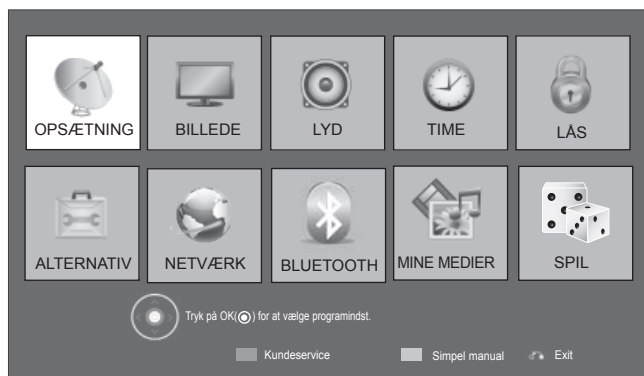 OPSÆTNING BILLEDE LYD TIME LÅS
ALTERNATIV NETVÆRK BLUETOOTH MINE MEDIER SPIL
Tryk på OK(◉) for at vælge programindst.
Kundeservice Simpel manual Exit